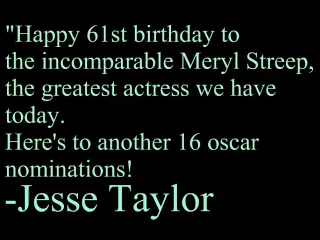 "Happy 61st birthday to
the incomparable Meryl Streep,
the greatest actress we have
today.
Here's to another 16 oscar
nominations!
-Jesse Taylor